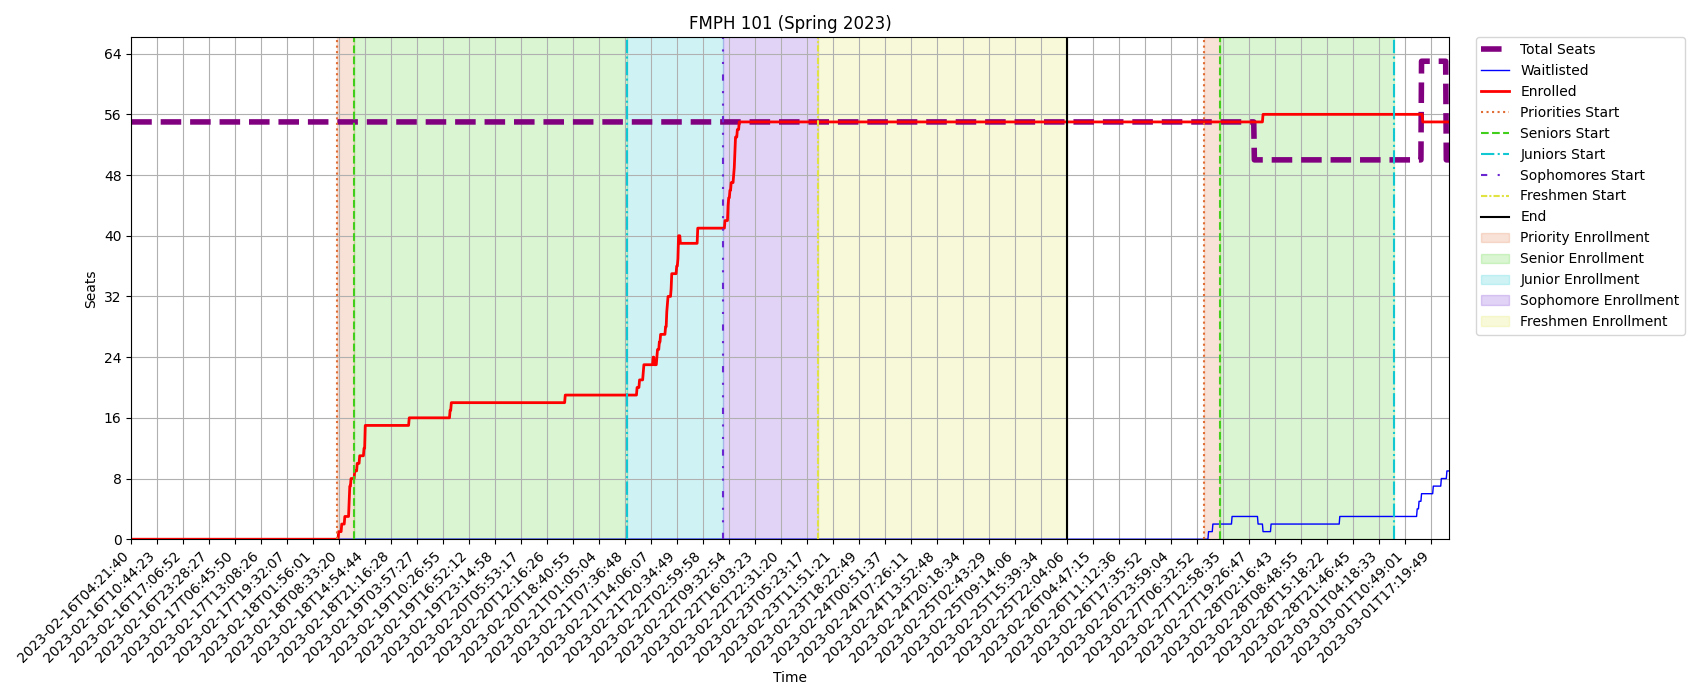 FMPH 101 (Spring 2023)
64
56
48
40
32
24
16
8
0
Seats
2023-02-16T04:21:40
2023-02-16T10:44:23
2023-02-16T17:06:52
2023-02-16T23:28:27
2023-02-17T06:45:50
2023-02-17T13:08:26
2023-02-17T19:32:07
2023-02-18T01:56:01
2023-02-18T08:33:20
2023-02-18T14:54:44
2023-02-18T21:16:28
2023-02-19T03:57:27
2023-02-19T10:26:55
2023-02-19T16:52:12
2023-02-19T23:14:58
2023-02-20T05:53:17
2023-02-20T12:16:26
2023-02-20T18:40:55
2023-02-21T01:05:04
2023-02-21T07:36:48
2023-02-21T14:06:07
2023-02-21T20:34:49
2023-02-22T02:59:58
2023-02-22T09:32:54
2023-02-22T16:03:23
2023-02-22T22:31:20
2023-02-23T05:23:17
2023-02-23T11:51:21
2023-02-23T18:22:49
2023-02-24T00:51:37
2023-02-24T07:26:11
2023-02-24T13:52:48
2023-02-24T20:18:34
2023-02-25T02:43:29
2023-02-25T09:14:06
2023-02-25T15:39:34
2023-02-25T22:04:06
2023-02-26T04:47:15
2023-02-26T11:12:36
2023-02-26T17:35:52
2023-02-26T23:59:04
2023-02-27T06:32:52
2023-02-27T12:58:35
2023-02-27T19:26:47
2023-02-28T02:16:43
2023-02-28T08:48:55
2023-02-28T15:18:22
2023-02-28T21:46:45
2023-03-01T04:18:33
2023-03-01T10:49:01
2023-03-01T17:19:49
Time
Total Seats
Waitlisted
Enrolled
Priorities Start
Seniors Start
Juniors Start
Sophomores Start
Freshmen Start
End
Priority Enrollment
Senior Enrollment
Junior Enrollment
Sophomore Enrollment
Freshmen Enrollment